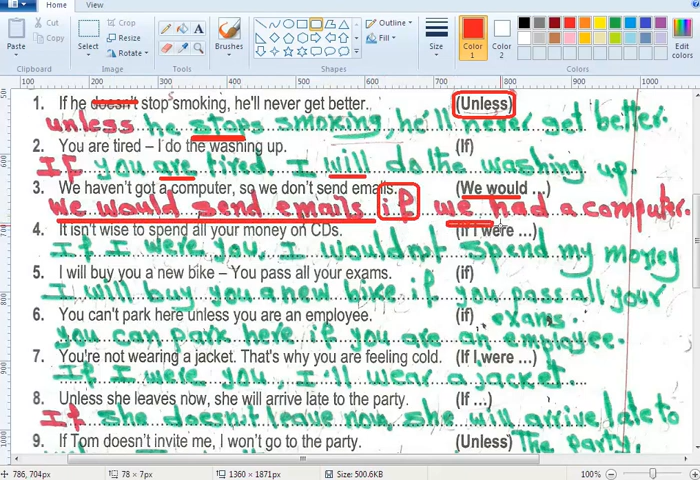 Paste
Cut
Copy
Select
Crop
Resize
Rotate
Brushes
Outline
Fill
Size
Color 1
Color 2
Edit colors
Clipboard
Image
Tools
Shapes
Colors
100 200 300 400 500 600 700 800 900 1000
1. If he doesn't stop smoking, he'll never get better. (Unless)
unless he stops smoking, he'll never get better.
2. You are tired – I do the washing up. (If)
If you are tired. I will do the washing up.
3. We haven't got a computer, so we don't send emails. (We would ...)
We would send emails if we had a computer.
4. It isn't wise to spend all your money on CDs. (If I were ...)
If I were you, I wouldn't spend my money
5. I will buy you a new bike – You pass all your exams. (if)
I will buy you a new bike if you pass all your
exams.
6. You can't park here unless you are an employee. (if)
you can park here if you are an employee.
7. You're not wearing a jacket. That's why you are feeling cold. (If I were ...)
If I were you, I'll wear a jacket
8. Unless she leaves now, she will arrive late to the party. (If ...)
If she doesn't leave now, she will arrive late to
The party.
9. If Tom doesn't invite me, I won't go to the party. (Unless)
786, 704px
78 × 7px
1360 × 1871px
Size: 500.6KB
100%